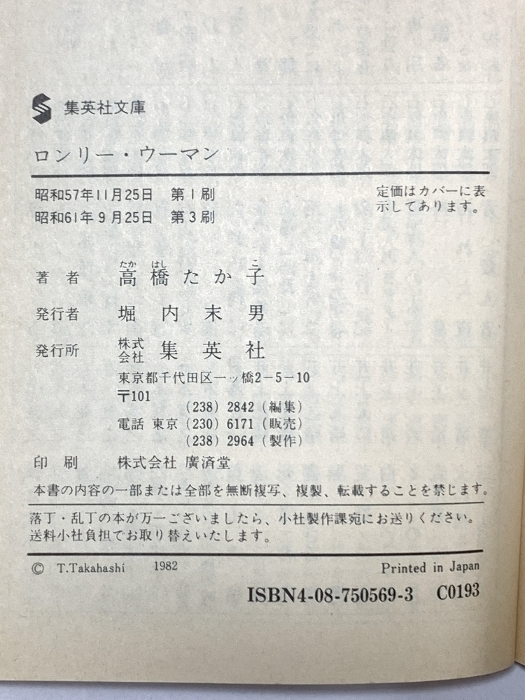 集英社文庫
ロンリー・ウーマン
昭和57年11月25日 第1刷
昭和61年9月25日 第3刷
定価はカバーに表
示してあります。
著者 高橋たか子
たか はし こ
発行者 堀内末男
発行所 株式会社 集英社
東京都千代田区一ッ橋2-5-10
〒101
(238) 2842 (編集)
電話 東京 (230) 6171 (販売)
(238) 2964 (製作)
印刷 株式会社 廣済堂
本書の内容の一部または全部を無断複写、複製、転載することを禁じます。
落丁・乱丁の本が万一ございましたら、小社製作課宛にお送りください。
送料小社負担でお取り替えいたします。
© T.Takahashi 1982
Printed in Japan
ISBN4-08-750569-3 C0193